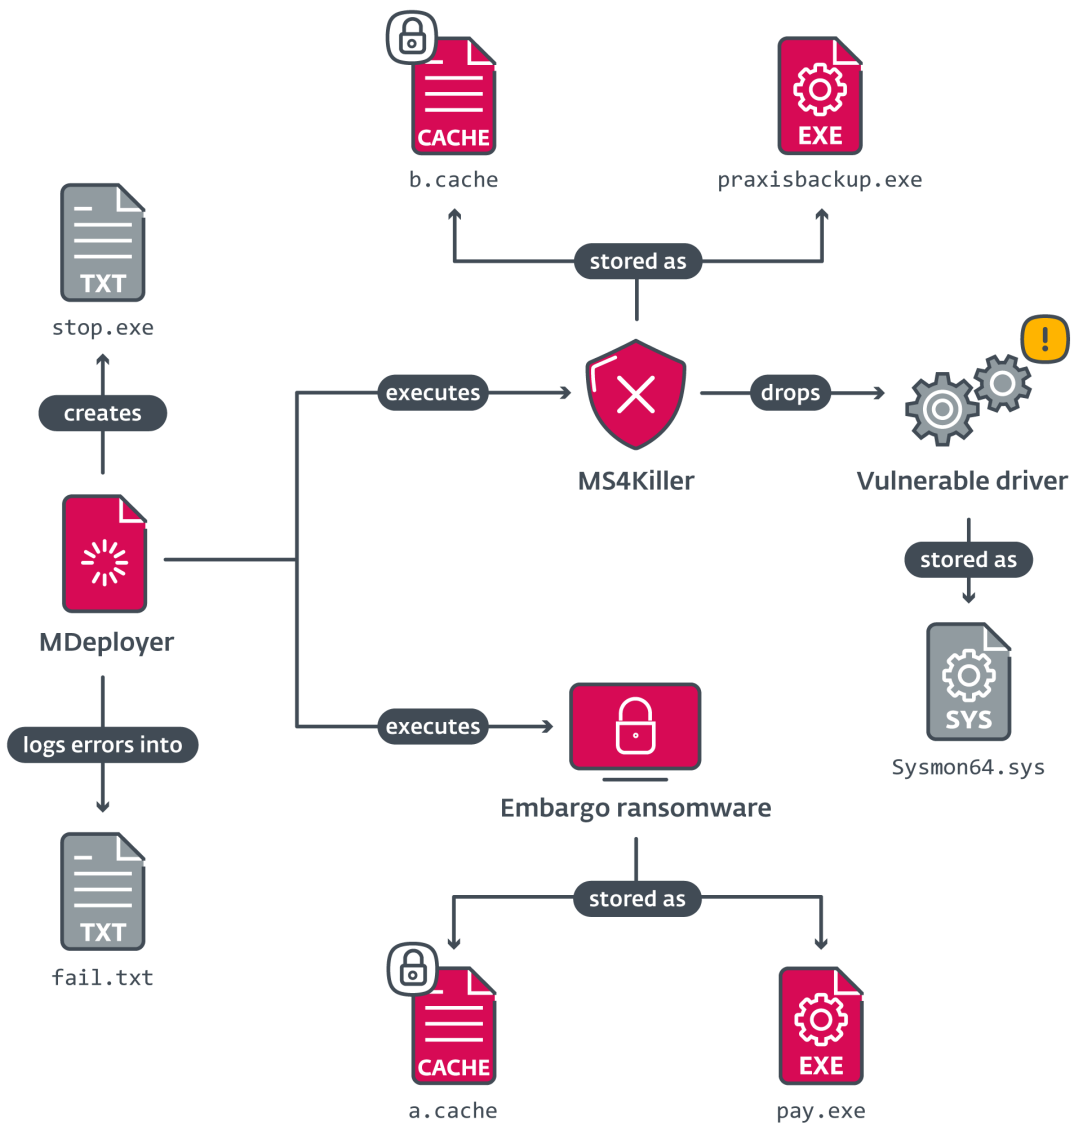 CACHE
b.cache
EXE
praxisbackup.exe
TXT
stop.exe
stored as
creates
executes
drops
!
MS4Killer
Vulnerable driver
MDeployer
stored as
SYS
Sysmon64.sys
executes
logs errors into
Embargo ransomware
TXT
fail.txt
stored as
CACHE
a.cache
EXE
pay.exe